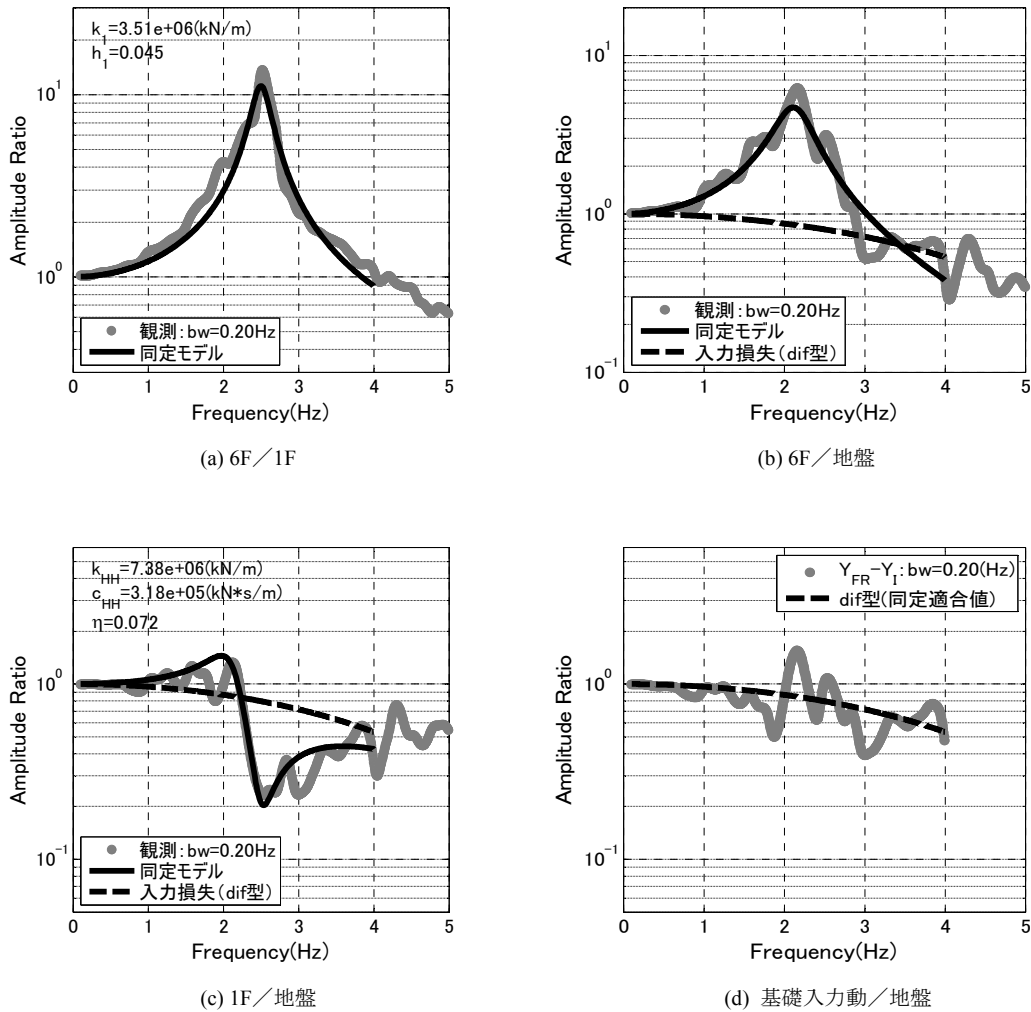 k1=3.51e+06(kN/m)
h1=0.045
Amplitude Ratio
10^1
10^0
観測:bw=0.20Hz
同定モデル
0 1 2 3 4 5
Frequency(Hz)
(a) 6F/1F
Amplitude Ratio
10^1
10^0
10^-1
観測:bw=0.20Hz
同定モデル
入力損失(dif型)
0 1 2 3 4 5
Frequency(Hz)
(b) 6F/地盤
kHH=7.38e+06(kN/m)
cHH=3.18e+05(kN*s/m)
η=0.072
Amplitude Ratio
10^0
10^-1
観測:bw=0.20Hz
同定モデル
入力損失(dif型)
0 1 2 3 4 5
Frequency(Hz)
(c) 1F/地盤
YFR-YI:bw=0.20(Hz)
dif型(同定適合値)
Amplitude Ratio
10^0
10^-1
0 1 2 3 4 5
Frequency(Hz)
(d) 基礎入力動/地盤